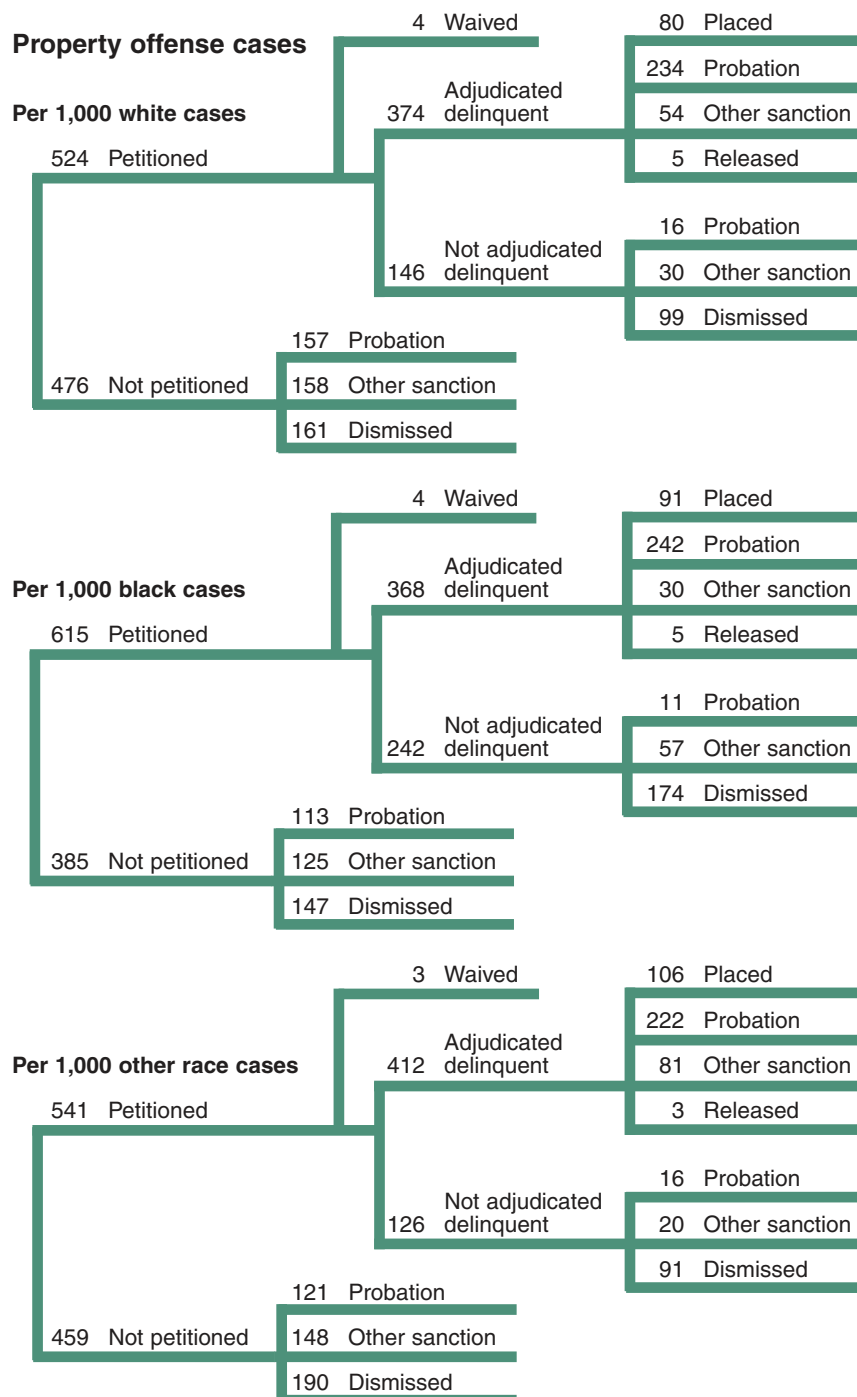 4 Waived
80 Placed
Property offense cases
234 Probation
Adjudicated
374 delinquent
Per 1,000 white cases
54 Other sanction
524 Petitioned
5 Released
16 Probation
Not adjudicated
146 delinquent
30 Other sanction
99 Dismissed
157 Probation
476 Not petitioned
158 Other sanction
161 Dismissed
4 Waived
91 Placed
242 Probation
Adjudicated
368 delinquent
Per 1,000 black cases
30 Other sanction
615 Petitioned
5 Released
11 Probation
Not adjudicated
242 delinquent
57 Other sanction
174 Dismissed
113 Probation
385 Not petitioned
125 Other sanction
147 Dismissed
3 Waived
106 Placed
222 Probation
Adjudicated
412 delinquent
Per 1,000 other race cases
81 Other sanction
541 Petitioned
3 Released
16 Probation
Not adjudicated
126 delinquent
20 Other sanction
91 Dismissed
121 Probation
459 Not petitioned
148 Other sanction
190 Dismissed